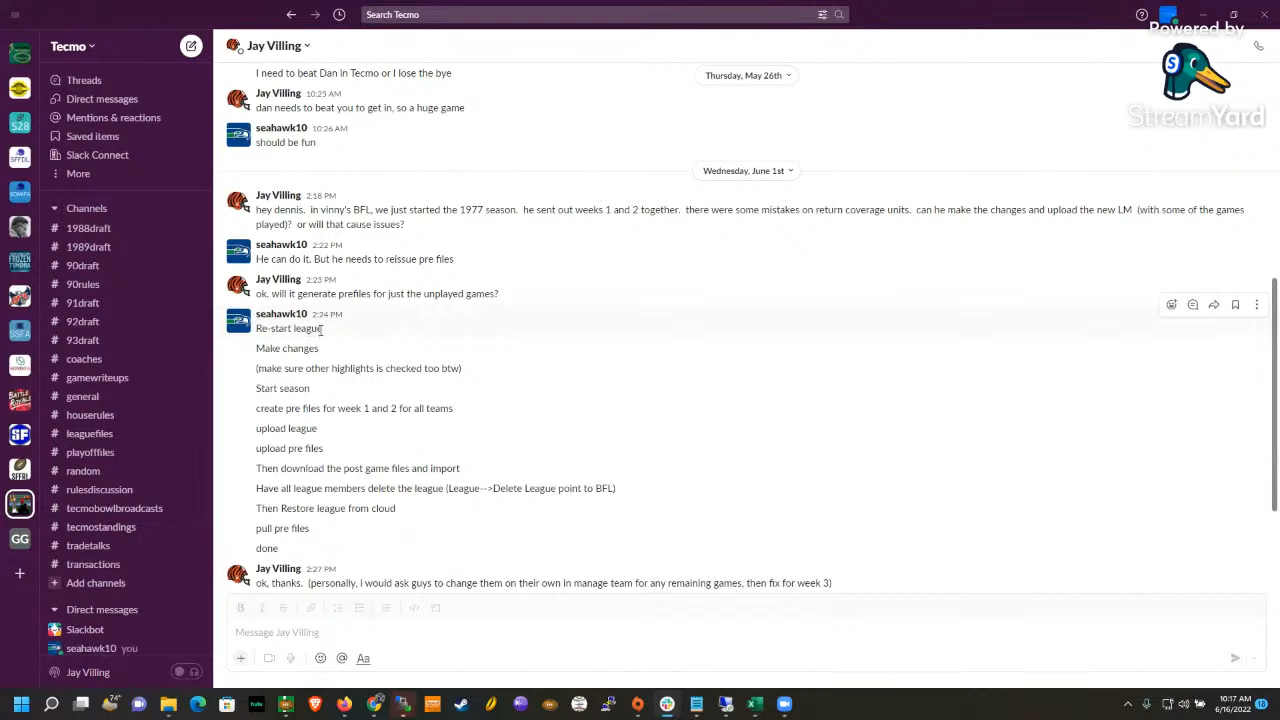 Search Tecmo
Powered by
StreamYard
Tecmo
Threads
Direct messages
Mentions & reactions
Saved items
Slack Connect
More
Channels
# 1988draft
# 1989draft
# 90draft
# 90rules
# 91draft
# 92draft
# 93draft
# coaches
# gamewriteups
# general
# houserules
# leaguefiles
# playofffiles
# random
# rulesdiscussion
# tecmobowlbroadcasts
# tecmostandings
# tradetalks
# transactions
+ Add channels
Direct messages
Slackbot
seahawk10 you
Jay Villing
S28
SFFDL
SOMIFA
FROZEN
TUNDRA
SSFA
BATTLE
ROYALE
SF
GG
Jay Villing
I need to beat Dan in Tecmo or I lose the bye
Thursday, May 26th
Jay Villing 10:25 AM
dan needs to beat you to get in, so a huge game
seahawk10 10:26 AM
should be fun
Wednesday, June 1st
Jay Villing 2:18 PM
hey dennis. in vinny's BFL, we just started the 1977 season. he sent out weeks 1 and 2 together. there were some mistakes on return coverage units. can he make the changes and upload the new LM (with some of the games
played)? or will that cause issues?
seahawk10 2:22 PM
He can do it. But he needs to reissue pre files
Jay Villing 2:23 PM
ok. will it generate prefiles for just the unplayed games?
seahawk10 2:24 PM
Re-start league
Make changes
(make sure other highlights is checked too btw)
Start season
create pre files for week 1 and 2 for all teams
upload league
upload pre files
Then download the post game files and import
Have all league members delete the league (League-->Delete League point to BFL)
Then Restore league from cloud
pull pre files
done
Jay Villing 2:27 PM
ok, thanks. (personally, i would ask guys to change them on their own in manage team for any remaining games, then fix for week 3)
B I S
Message Jay Villing
Aa
74°
hulu
10:17 AM
6/16/2022